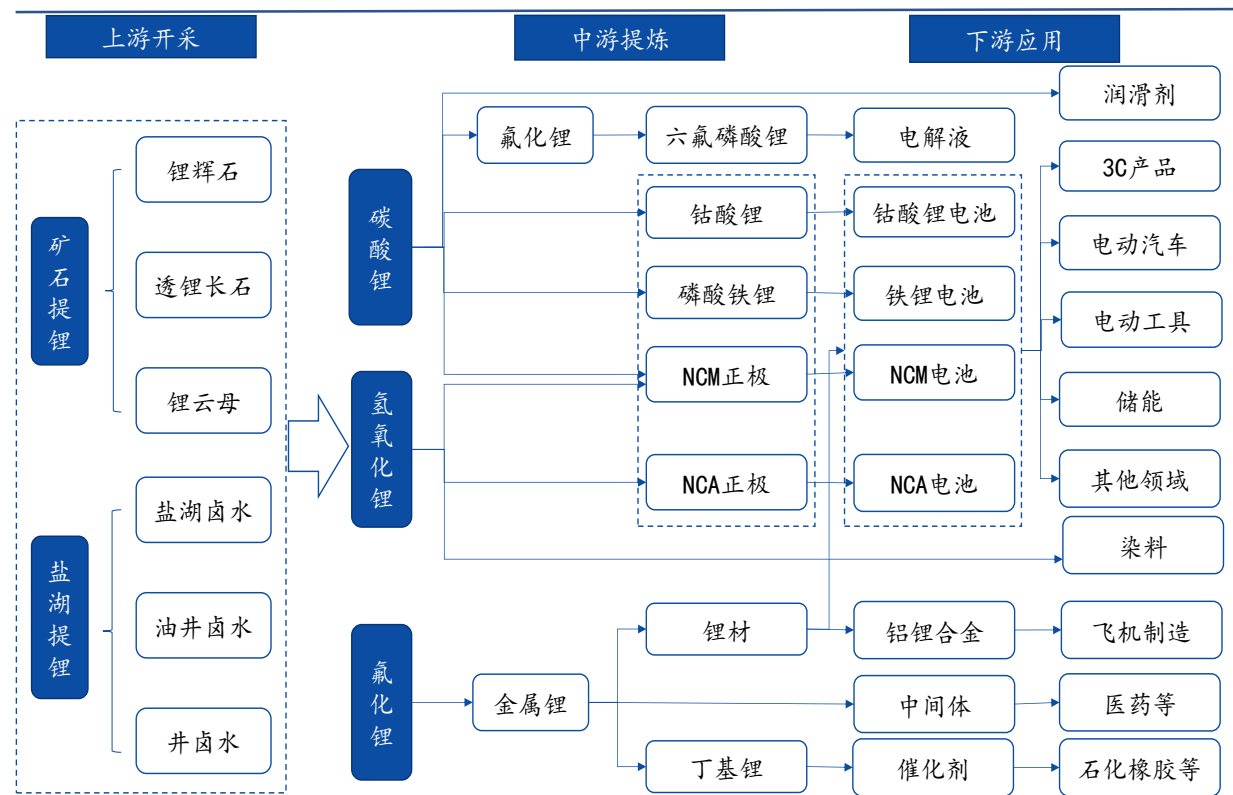 上游开采
中游提炼
下游应用
矿石提锂
锂辉石
透锂长石
锂云母
盐湖提锂
盐湖卤水
油井卤水
井卤水
碳酸锂
氢氧化锂
氟化锂
氟化锂
六氟磷酸锂
电解液
钴酸锂
钴酸锂电池
磷酸铁锂
铁锂电池
NCM正极
NCM电池
NCA正极
NCA电池
金属锂
锂材
铝锂合金
中间体
丁基锂
催化剂
润滑剂
3C产品
电动汽车
电动工具
储能
其他领域
染料
飞机制造
医药等
石化橡胶等